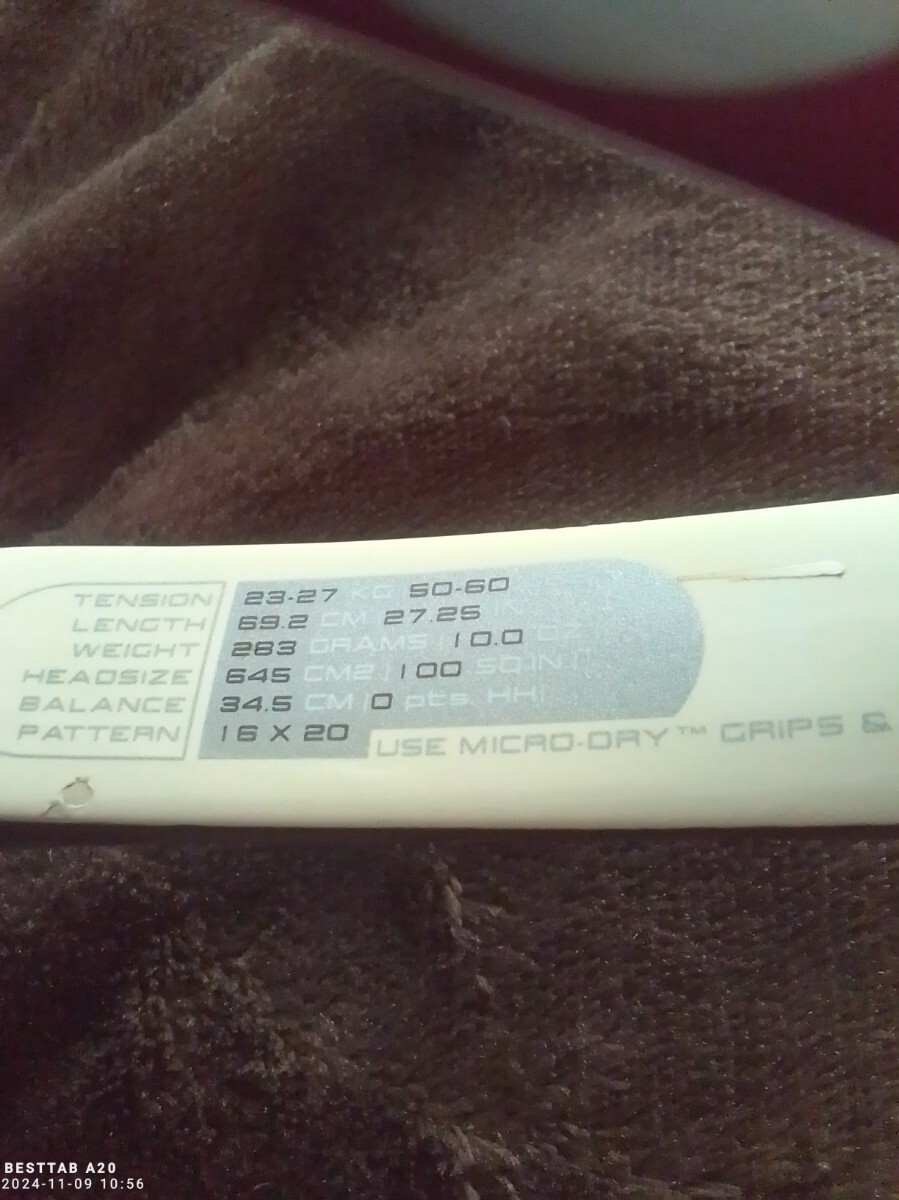 TENSION 23-27 KG 50-60
LENGTH 69.2 CM 27.25 IN
WEIGHT 283 GRAMS | 10.0 OZ
HEADSIZE 645 CM2 | 100 SQ.IN
BALANCE 34.5 CM | 0 pts. HH
PATTERN 16 X 20
USE MICRO-DRY™ GRIPS &
BESTTAB A20
2024-11-09 10:56